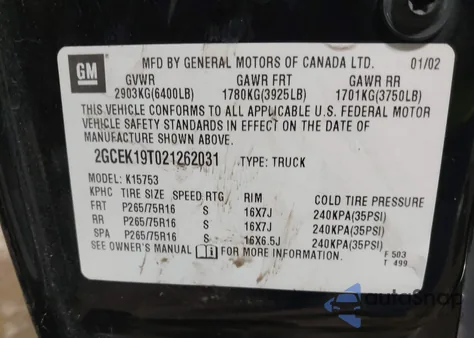 GM
MFD BY GENERAL MOTORS OF CANADA LTD. 01/02
GVWR GAWR FRT GAWR RR
2903KG(6400LB) 1780KG(3925LB) 1701KG(3750LB)
THIS VEHICLE CONFORMS TO ALL APPLICABLE U.S. FEDERAL MOTOR
VEHICLE SAFETY STANDARDS IN EFFECT ON THE DATE OF
MANUFACTURE SHOWN ABOVE.
2GCEK19T021262031 TYPE: TRUCK
MODEL: K15753
KPHC TIRE SIZE SPEED RTG RIM COLD TIRE PRESSURE
FRT P265/75R16 S 16X7J 240KPA(35PSI)
RR P265/75R16 S 16X7J 240KPA(35PSI)
SPA P265/75R16 S 16X6.5J 240KPA(35PSI)
SEE OWNER'S MANUAL FOR MORE INFORMATION.
F 503
T 499
autoShop